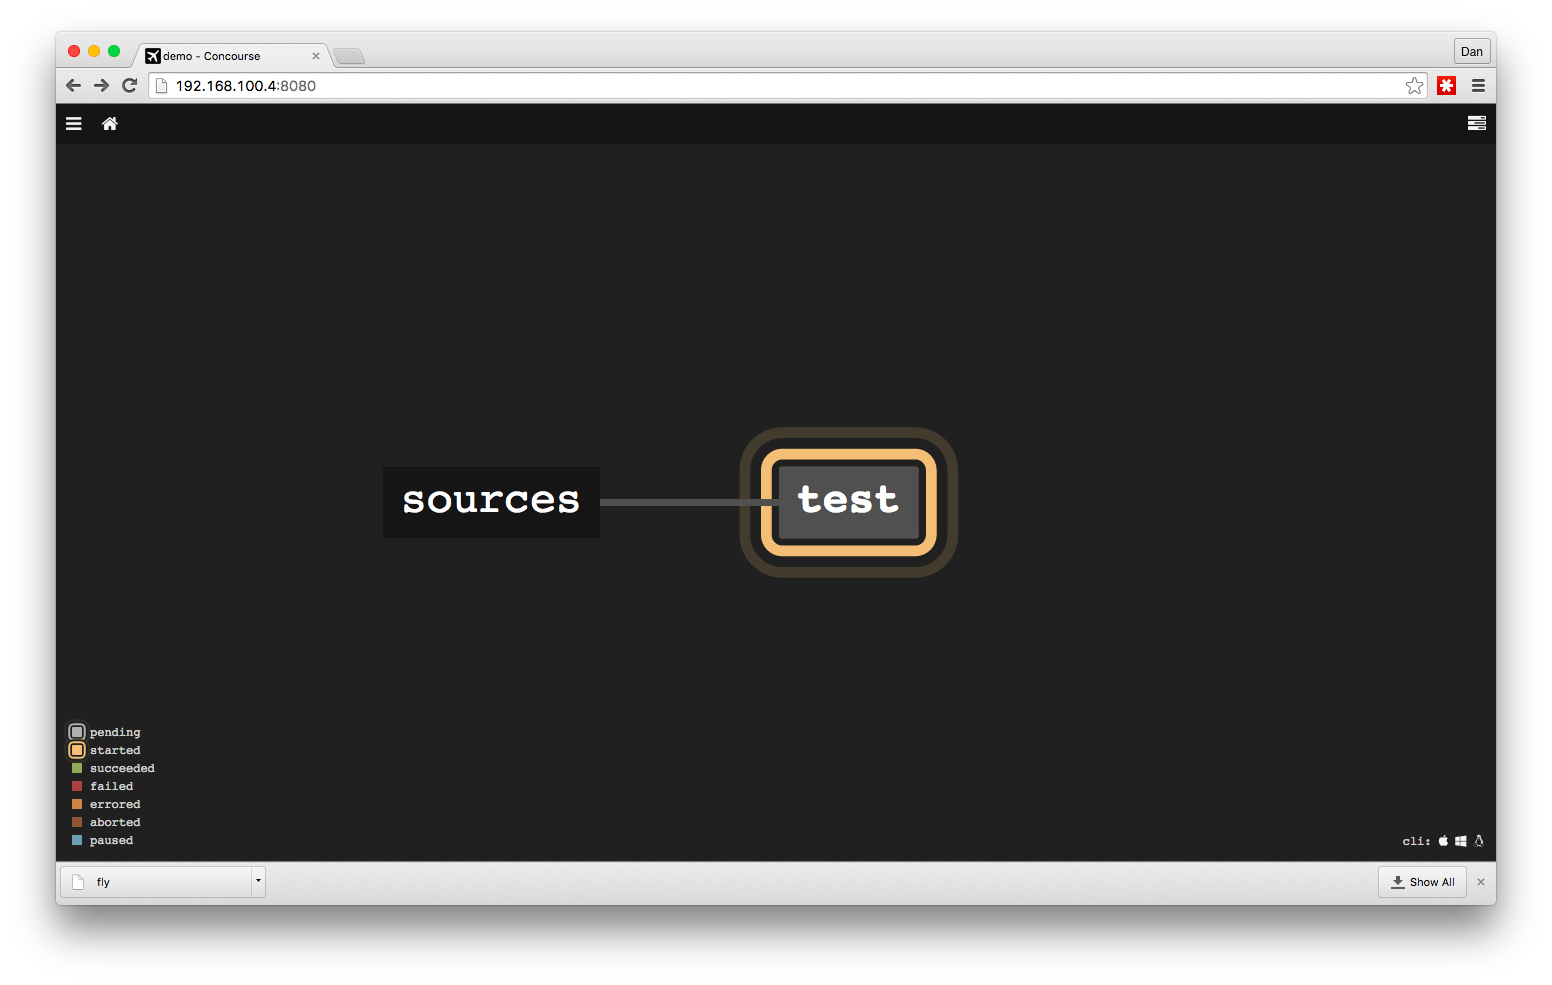 demo - Concourse
Dan
192.168.100.4:8080
sources
test
pending
started
succeeded
failed
errored
aborted
paused
cli:
fly
Show All